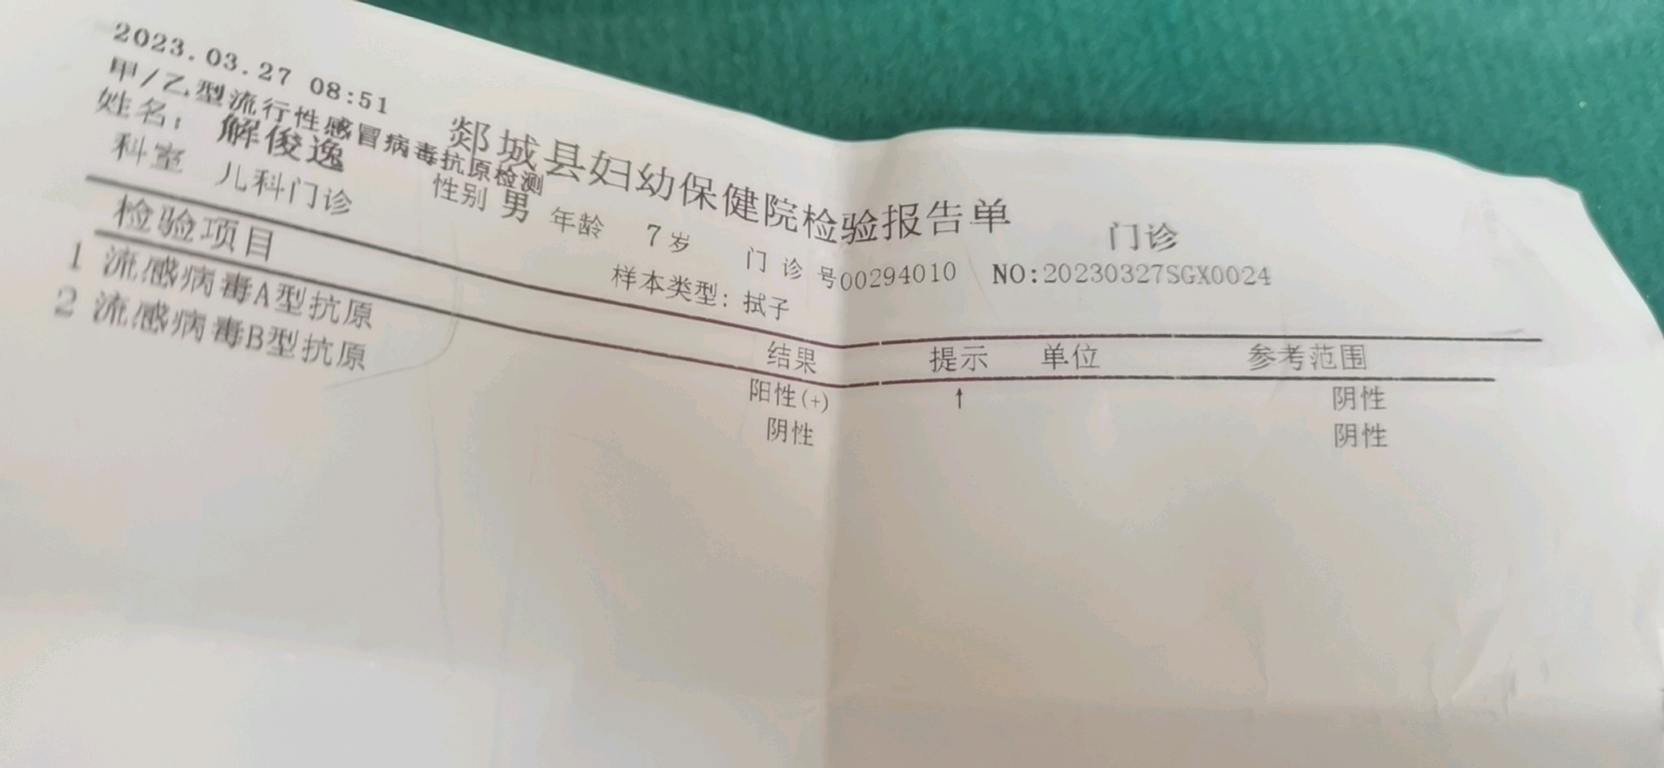 2023.03.27 08:51
甲/乙型流行性感冒病毒抗原检测
郯城县妇幼保健院检验报告单
门诊
姓名: 解俊逸 性别 男 年龄 7岁 门诊号00294010 NO:20230327SGX0024
科室 儿科门诊 样本类型: 拭子
检验项目 结果 提示 单位 参考范围
1 流感病毒A型抗原 阳性(+) ↑ 阴性
2 流感病毒B型抗原 阴性 阴性